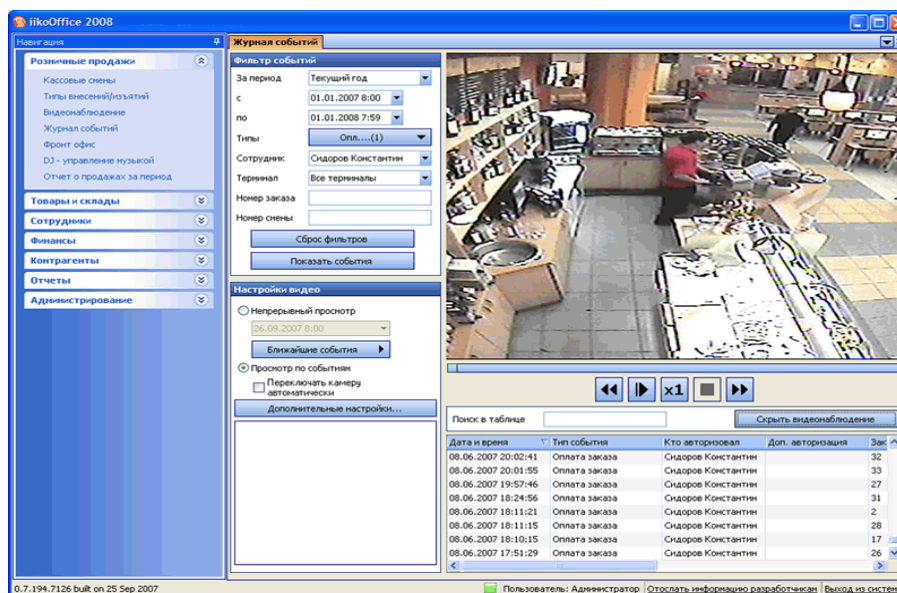 iikoOffice 2008
Навигация
Розничные продажи
Кассовые смены
Типы внесений/изъятий
Видеонаблюдение
Журнал событий
Фронт офис
DJ - управление музыкой
Отчет о продажах за период
Товары и склады
Сотрудники
Финансы
Контрагенты
Отчеты
Администрирование
Журнал событий
Фильтр событий
За период Текущий год
с 01.01.2007 8:00
по 01.01.2008 7:59
Типы Опл....(1)
Сотрудник Сидоров Константин
Терминал Все терминалы
Номер заказа
Номер смены
Сброс фильтров
Показать события
Настройки видео
Непрерывный просмотр
26.09.2007 8:00
Ближайшие события
Просмотр по событиям
Переключать камеру
автоматически
Дополнительные настройки...
x1
Поиск в таблице Скрыть видеонаблюдение
Дата и время Тип события Кто авторизовал Доп. авторизация Зак
08.06.2007 20:02:41 Оплата заказа Сидоров Константин 32
08.06.2007 20:01:55 Оплата заказа Сидоров Константин 33
08.06.2007 19:57:46 Оплата заказа Сидоров Константин 27
08.06.2007 18:24:56 Оплата заказа Сидоров Константин 31
08.06.2007 18:11:21 Оплата заказа Сидоров Константин 2
08.06.2007 18:11:15 Оплата заказа Сидоров Константин 28
08.06.2007 18:10:15 Оплата заказа Сидоров Константин 17
08.06.2007 17:51:29 Оплата заказа Сидоров Константин 26
0.7.194.7126 built on 25 Sep 2007 Пользователь: Администратор Отослать информацию разработчикам Выход из систем